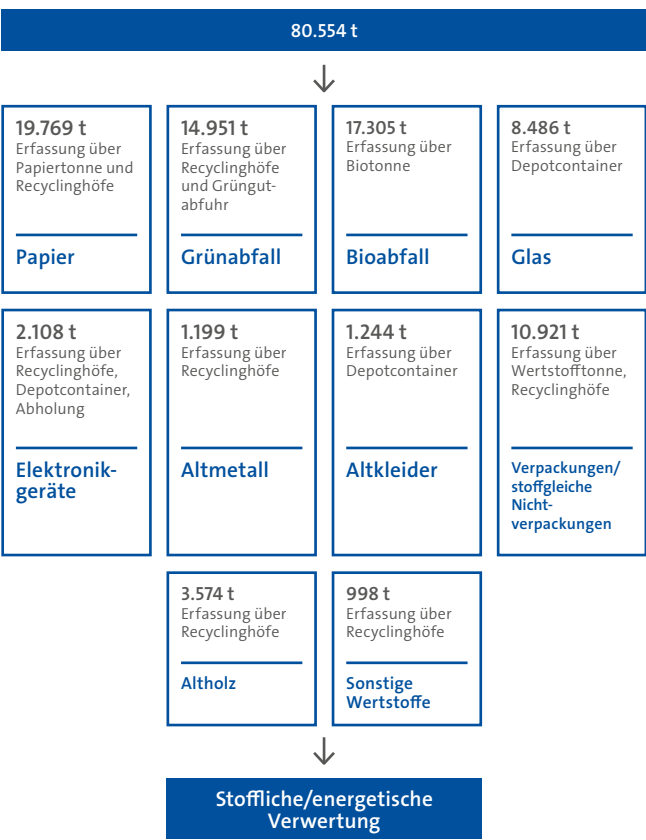 80.554 t
19.769 t
Erfassung über
Papiertonne und
Recyclinghöfe
Papier
14.951 t
Erfassung über
Recyclinghöfe
und Grüngut-
abfuhr
Grünabfall
17.305 t
Erfassung über
Biotonne
Bioabfall
8.486 t
Erfassung über
Depotcontainer
Glas
2.108 t
Erfassung über
Recyclinghöfe,
Depotcontainer,
Abholung
Elektronik-
geräte
1.199 t
Erfassung über
Recyclinghöfe
Altmetall
1.244 t
Erfassung über
Depotcontainer
Altkleider
10.921 t
Erfassung über
Wertstofftonne,
Recyclinghöfe
Verpackungen/
stoffgleiche
Nicht-
verpackungen
3.574 t
Erfassung über
Recyclinghöfe
Altholz
998 t
Erfassung über
Recyclinghöfe
Sonstige
Wertstoffe
Stoffliche/energetische
Verwertung